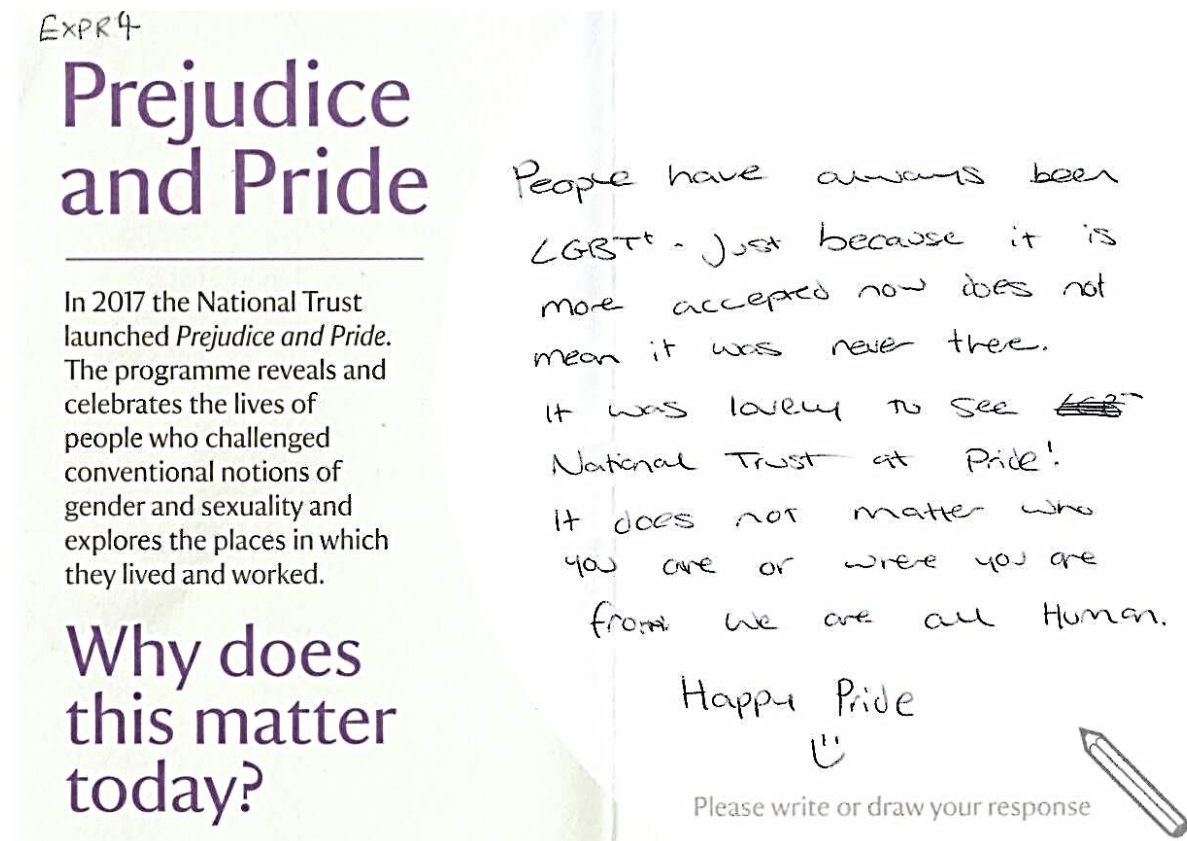 EXPR4
Prejudice
and Pride
In 2017 the National Trust
launched Prejudice and Pride.
The programme reveals and
celebrates the lives of
people who challenged
conventional notions of
gender and sexuality and
explores the places in which
they lived and worked.
Why does
this matter
today?
People have always been
LGBT+ - Just because it is
more accepted now does not
mean it was never there.
It was lovely to see LGBT
National Trust at Pride!
It does not matter who
you are or where you are
from we are all Human.
Happy Pride
Please write or draw your response